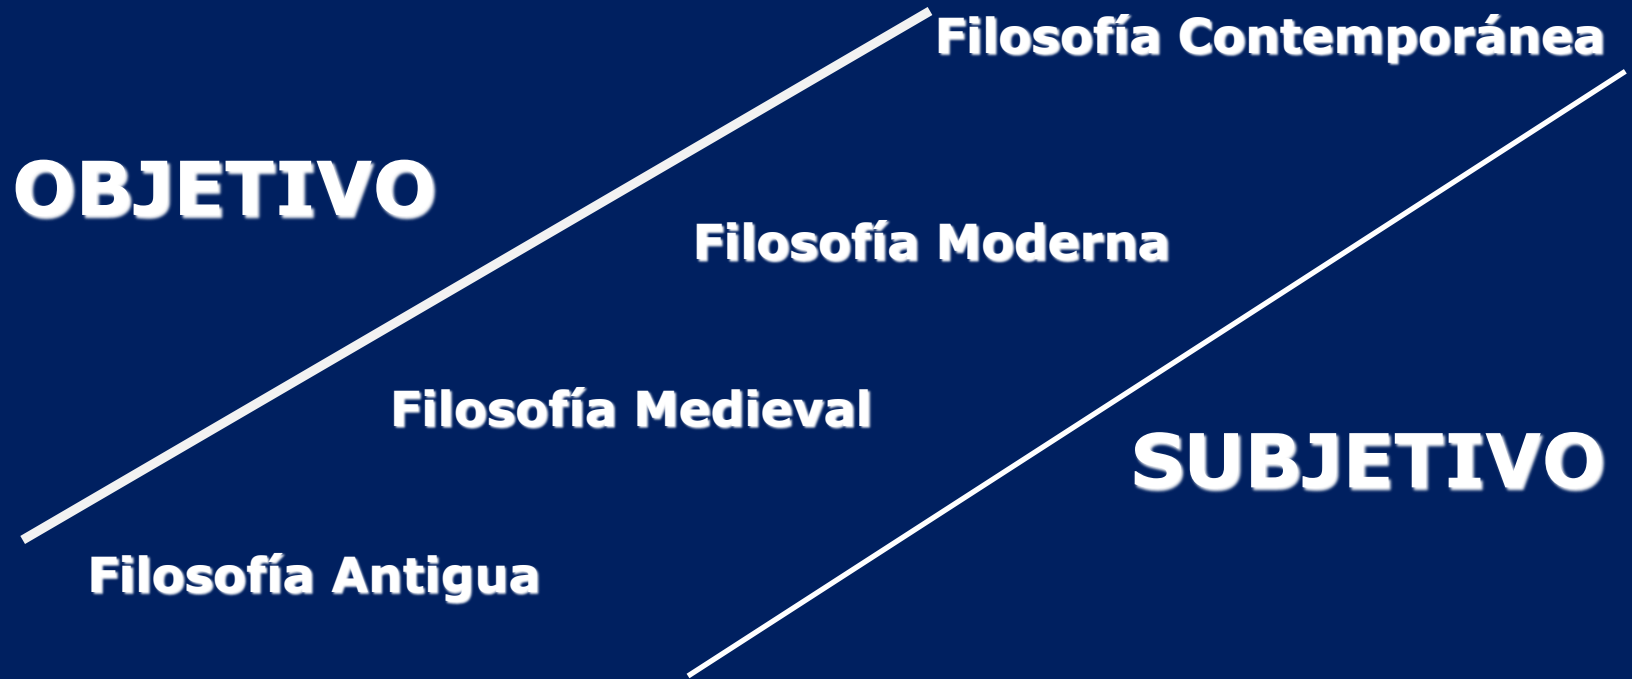 Filosofía Contemporánea
OBJETIVO
Filosofía Moderna
Filosofía Medieval
SUBJETIVO
Filosofía Antigua